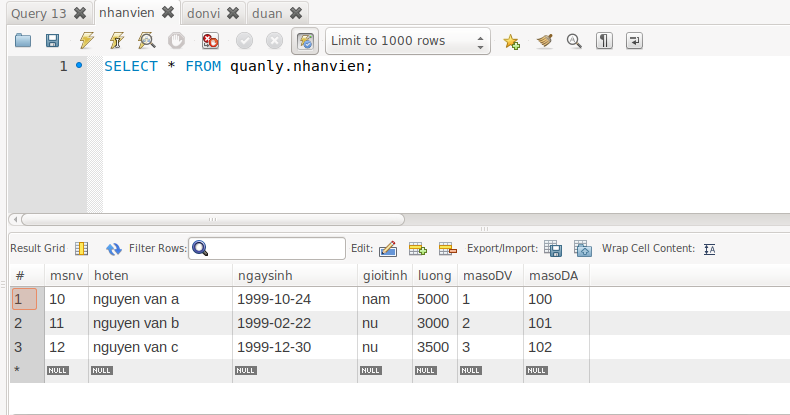 Query 13 nhanvien donvi duan
Limit to 1000 rows
1 SELECT * FROM quanly.nhanvien;
Result Grid Filter Rows: Edit: Export/Import: Wrap Cell Content: IA
# msnv hoten ngaysinh gioitinh luong masoDV masoDA
1 10 nguyen van a 1999-10-24 nam 5000 1 100
2 11 nguyen van b 1999-02-22 nu 3000 2 101
3 12 nguyen van c 1999-12-30 nu 3500 3 102
* NULL NULL NULL NULL NULL NULL NULL